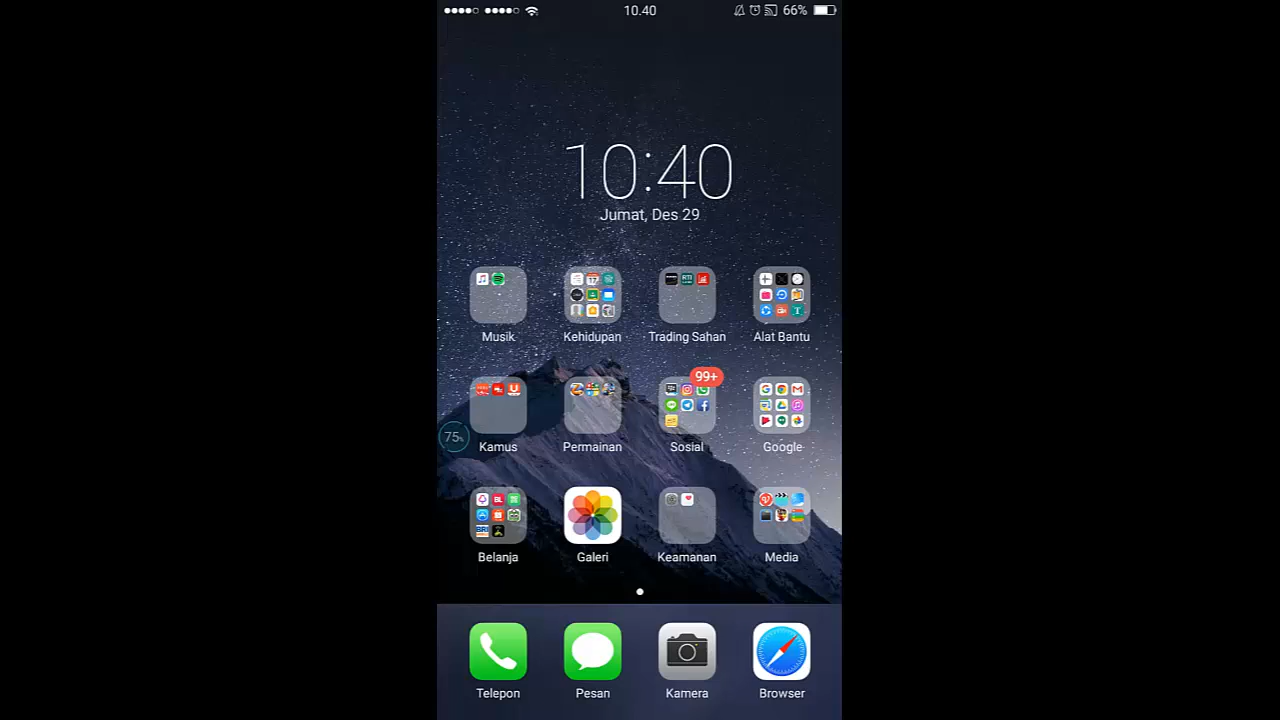 10.40
66%
10:40
Jumat, Des 29
Musik
Kehidupan
Trading Sahan
Alat Bantu
99+
75%
Kamus
Permainan
Sosial
Google
Belanja
Galeri
Keamanan
Media
Telepon
Pesan
Kamera
Browser